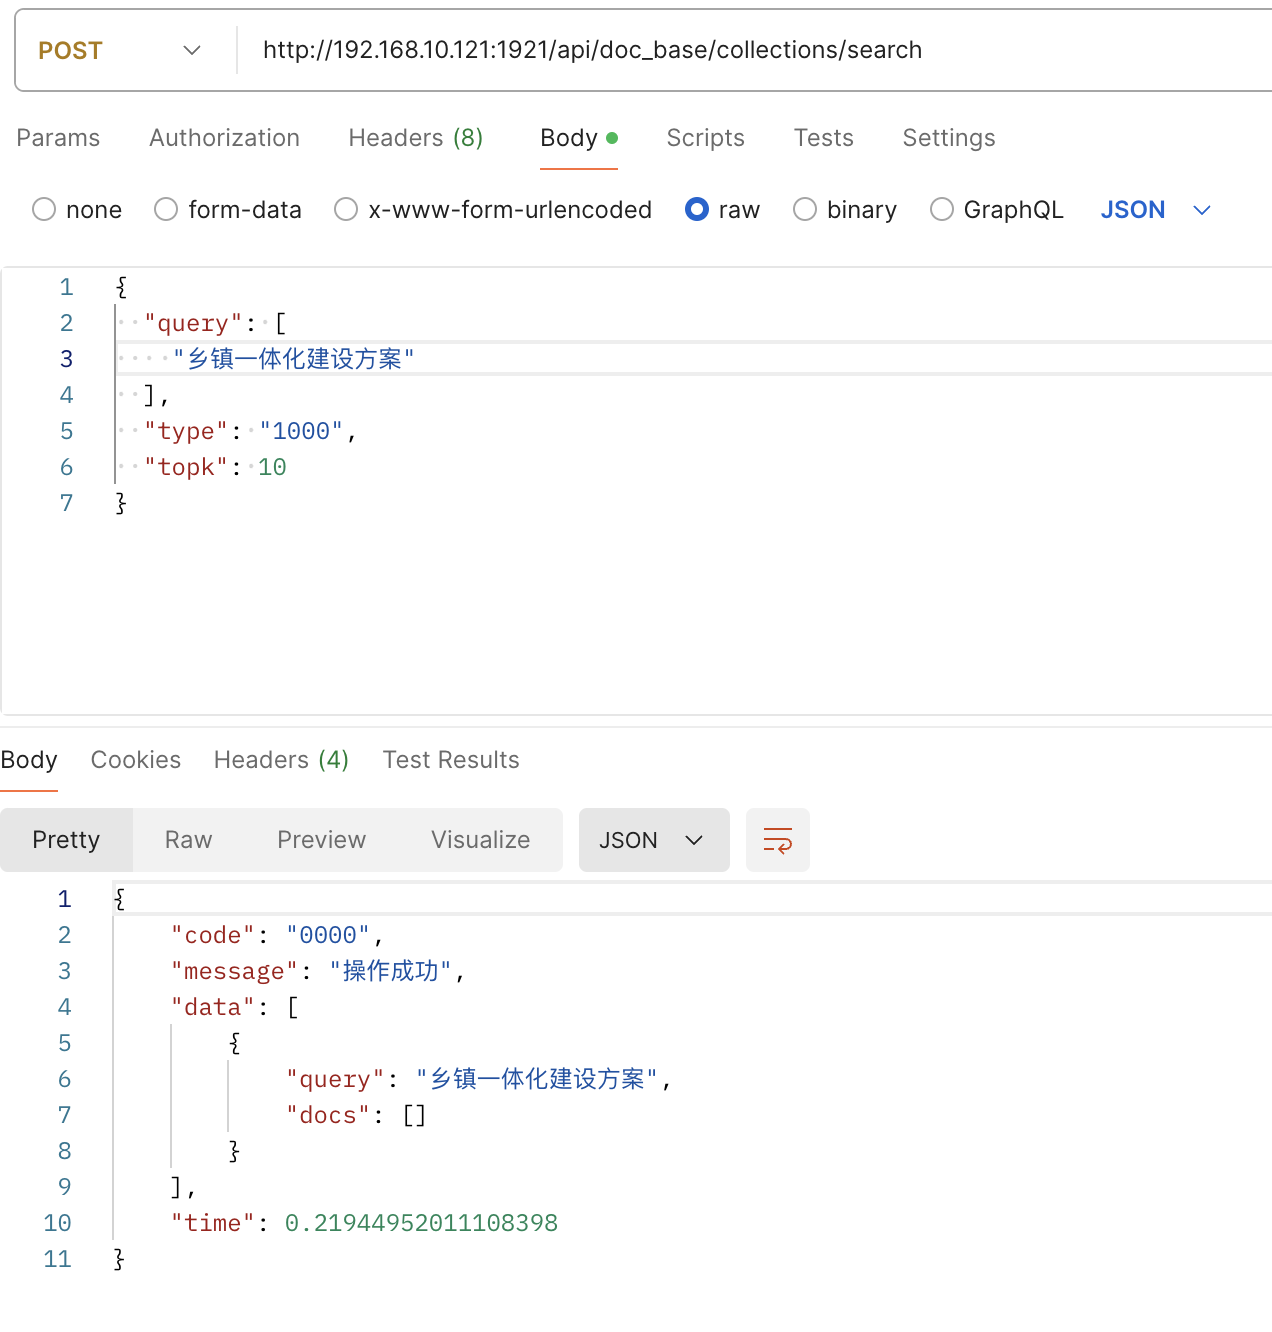 POST http://192.168.10.121:1921/api/doc_base/collections/search
Params Authorization Headers (8) Body Scripts Tests Settings
none form-data x-www-form-urlencoded raw binary GraphQL JSON
1 {
2 "query": [
3 "乡镇一体化建设方案"
4 ],
5 "type": "1000",
6 "topk": 10
7 }
Body Cookies Headers (4) Test Results
Pretty Raw Preview Visualize JSON
1 {
2 "code": "0000",
3 "message": "操作成功",
4 "data": [
5 {
6 "query": "乡镇一体化建设方案",
7 "docs": []
8 }
9 ],
10 "time": 0.21944952011108398
11 }